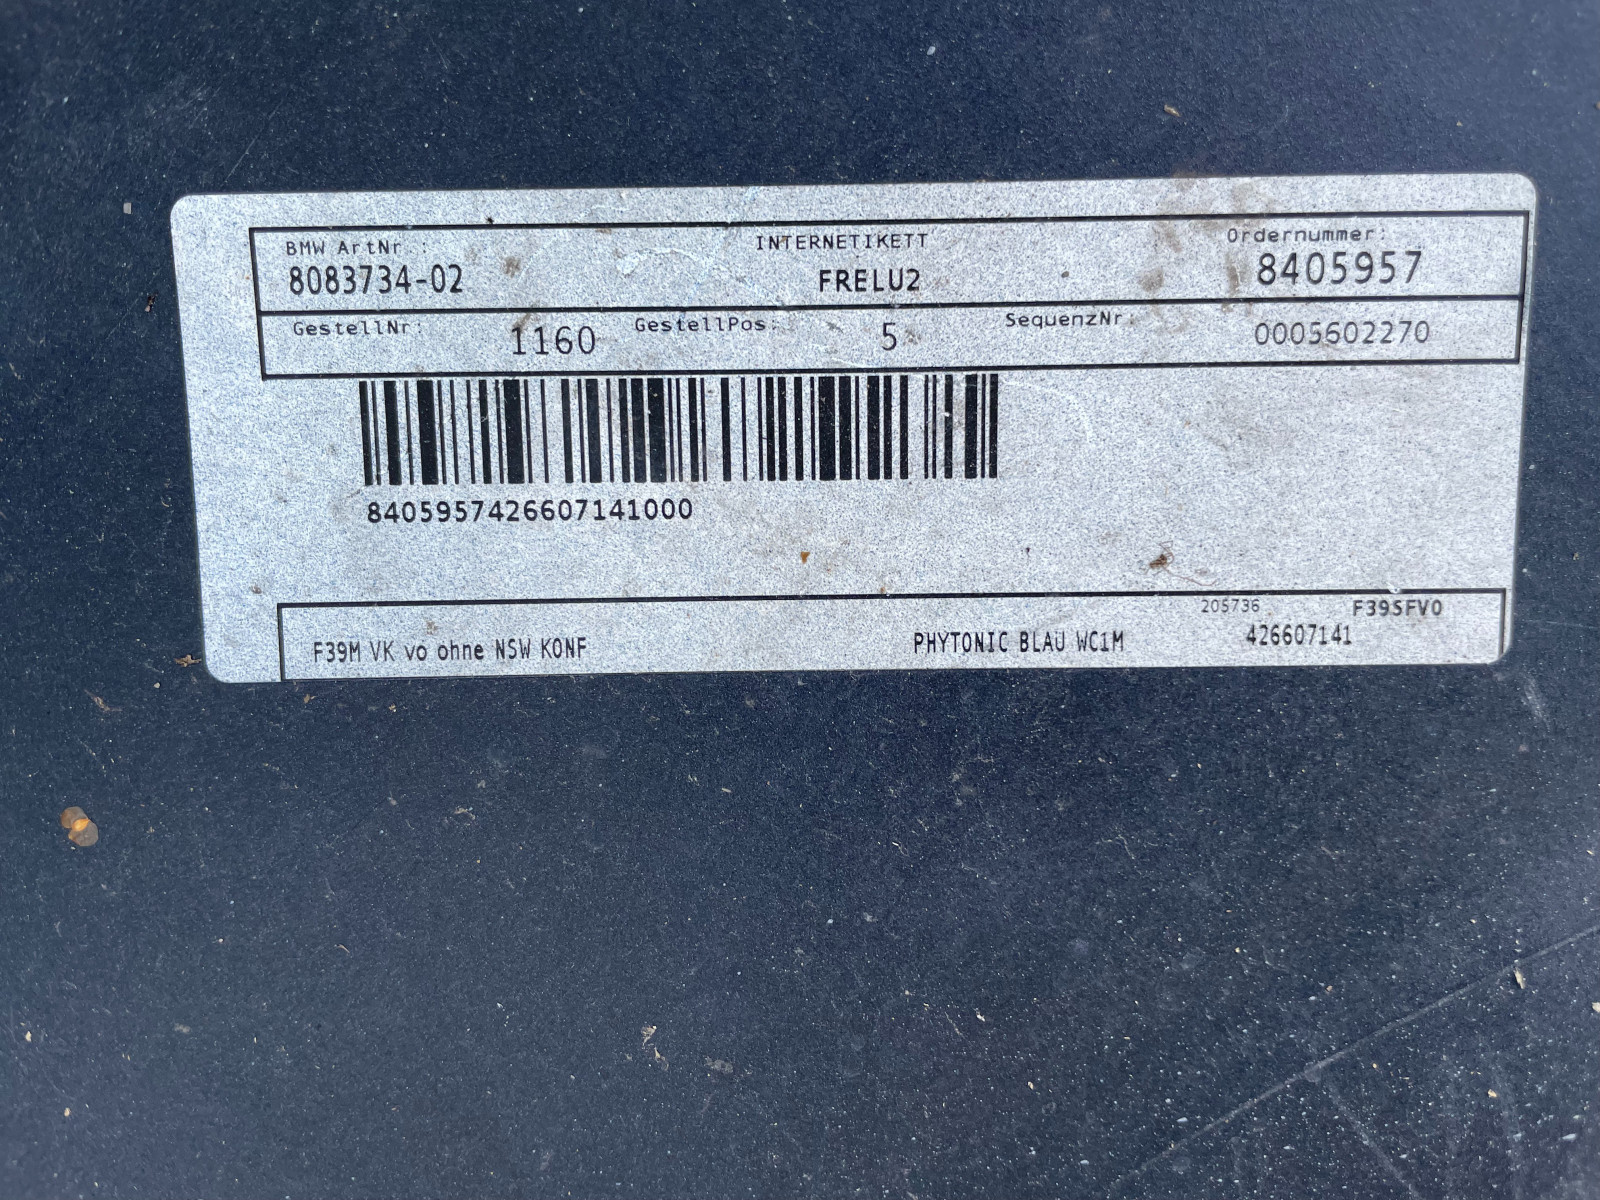 BMW ArtNr.: INTERNETIKETT Ordernummer:
8083734-02 FRELU2 8405957
GestellNr: 1160 GestellPos: 5 SequenzNr: 0005602270
8405957426607141000
205736 F39SFV0
F39M VK vo ohne NSW KONF PHYTONIC BLAU WC1M 426607141